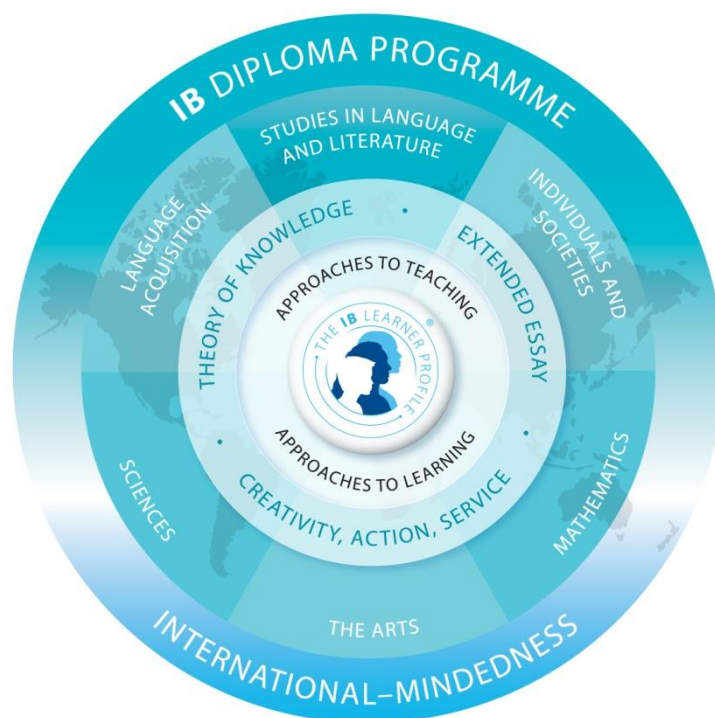 IB DIPLOMA PROGRAMME
STUDIES IN LANGUAGE
AND LITERATURE
LANGUAGE
ACQUISITION
INDIVIDUALS AND
SOCIETIES
THEORY OF KNOWLEDGE
·
EXTENDED ESSAY
APPROACHES TO TEACHING
· THE IB LEARNER PROFILE ·
®
APPROACHES TO LEARNING
·
CREATIVITY, ACTION, SERVICE
·
SCIENCES
MATHEMATICS
THE ARTS
INTERNATIONAL–MINDEDNESS